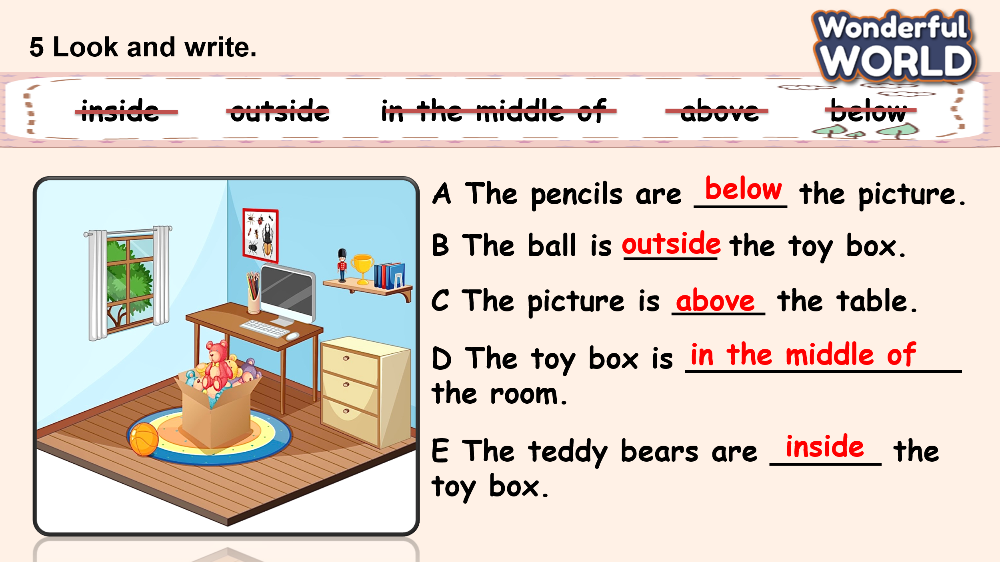 Wonderful
WORLD
5 Look and write.
inside outside in the middle of above below
A The pencils are below the picture.
B The ball is outside the toy box.
C The picture is above the table.
D The toy box is in the middle of
the room.
E The teddy bears are inside the
toy box.